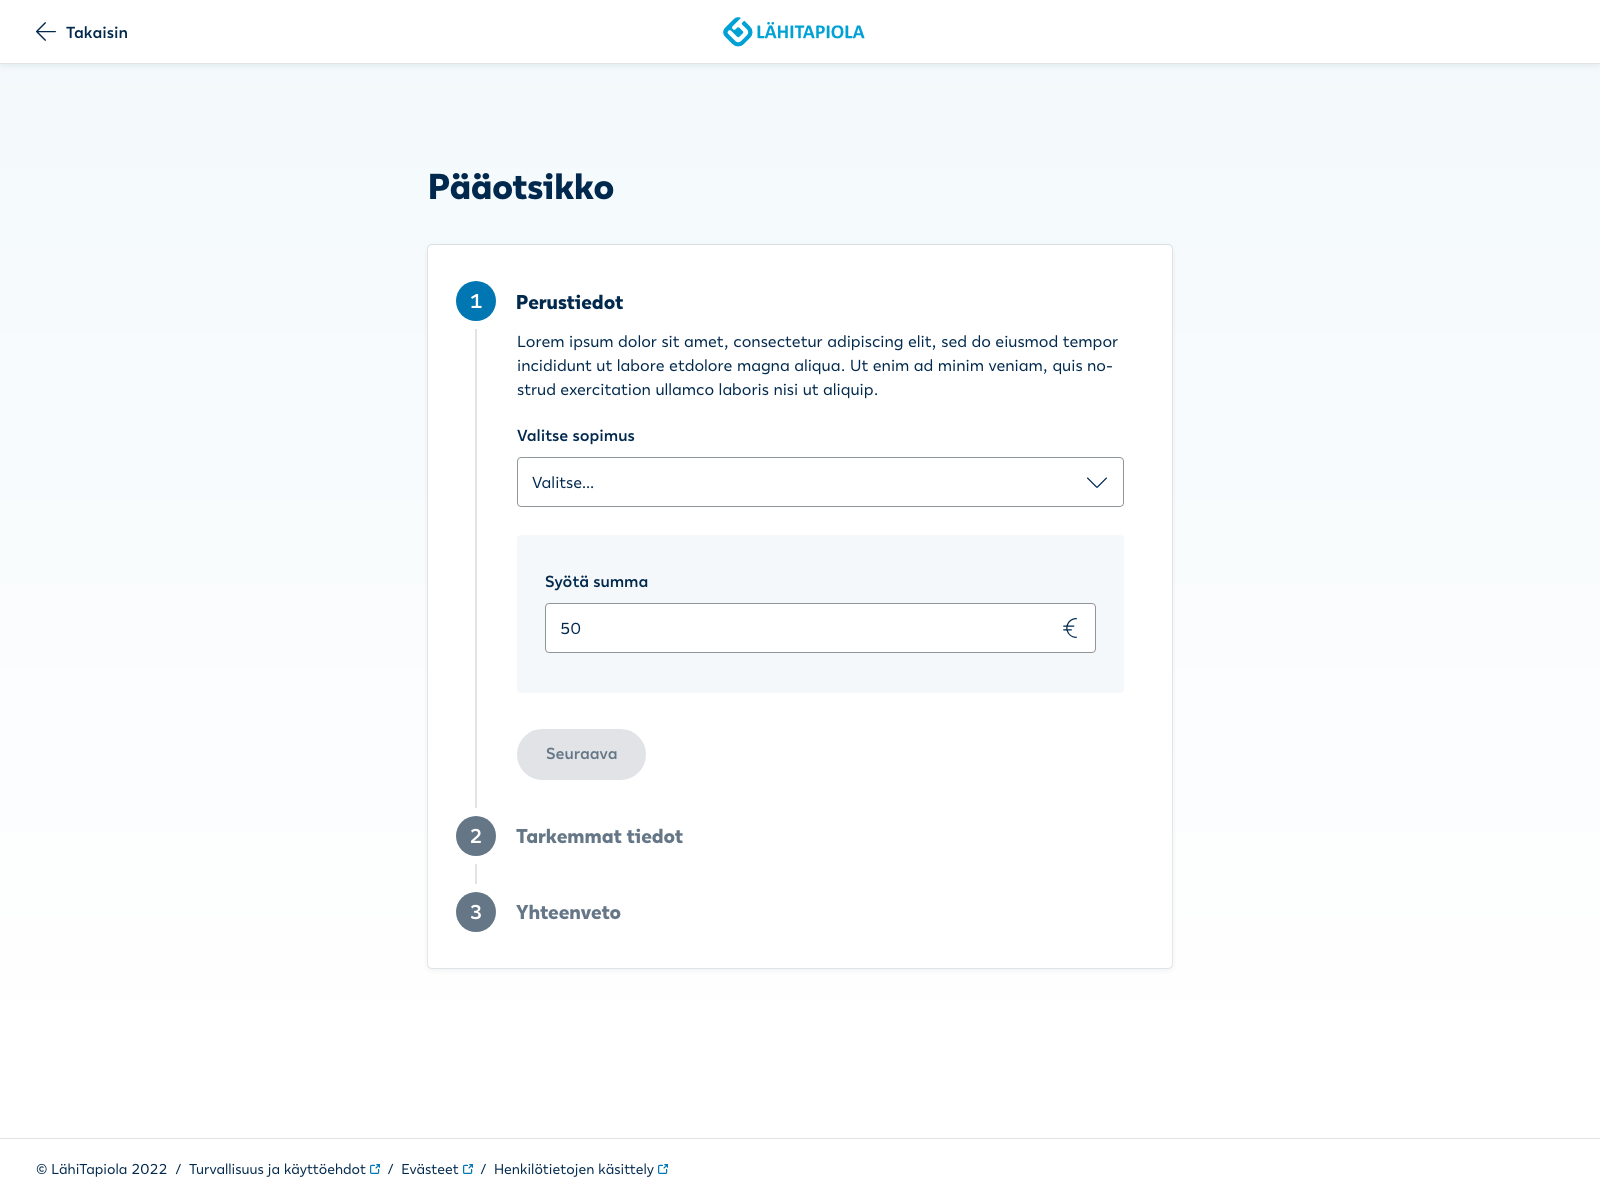 Takaisin
LÄHITAPIOLA
Pääotsikko
1
Perustiedot
Lorem ipsum dolor sit amet, consectetur adipiscing elit, sed do eiusmod tempor
incididunt ut labore etdolore magna aliqua. Ut enim ad minim veniam, quis no-
strud exercitation ullamco laboris nisi ut aliquip.
Valitse sopimus
Valitse...
Syötä summa
50 €
Seuraava
2 Tarkemmat tiedot
3 Yhteenveto
© LähiTapiola 2022 / Turvallisuus ja käyttöehdot / Evästeet / Henkilötietojen käsittely